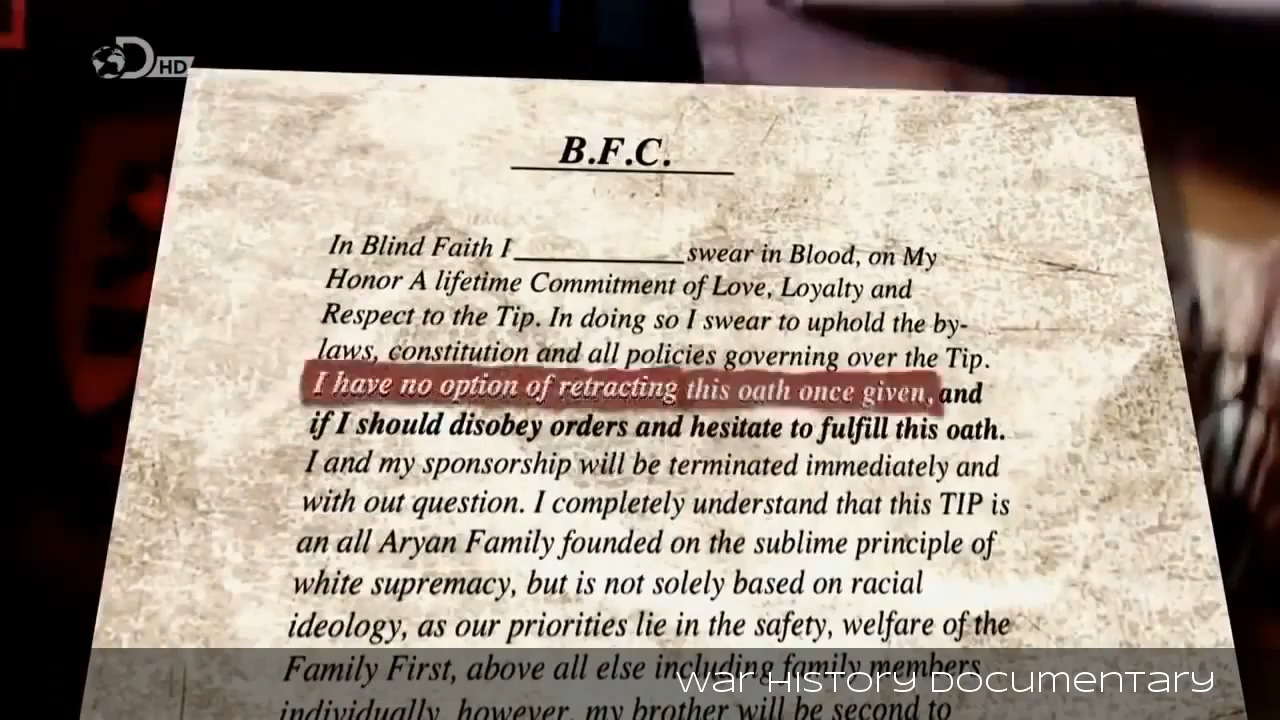 HD
B.F.C.
In Blind Faith I____________swear in Blood, on My
Honor A lifetime Commitment of Love, Loyalty and
Respect to the Tip. In doing so I swear to uphold the by-
laws, constitution and all policies governing over the Tip.
I have no option of retracting this oath once given, and
if I should disobey orders and hesitate to fulfill this oath.
I and my sponsorship will be terminated immediately and
with out question. I completely understand that this TIP is
an all Aryan Family founded on the sublime principle of
white supremacy, but is not solely based on racial
ideology, as our priorities lie in the safety, welfare of the
Family First, above all else including family members
individually, however, my brother will be second to
War History Documentary